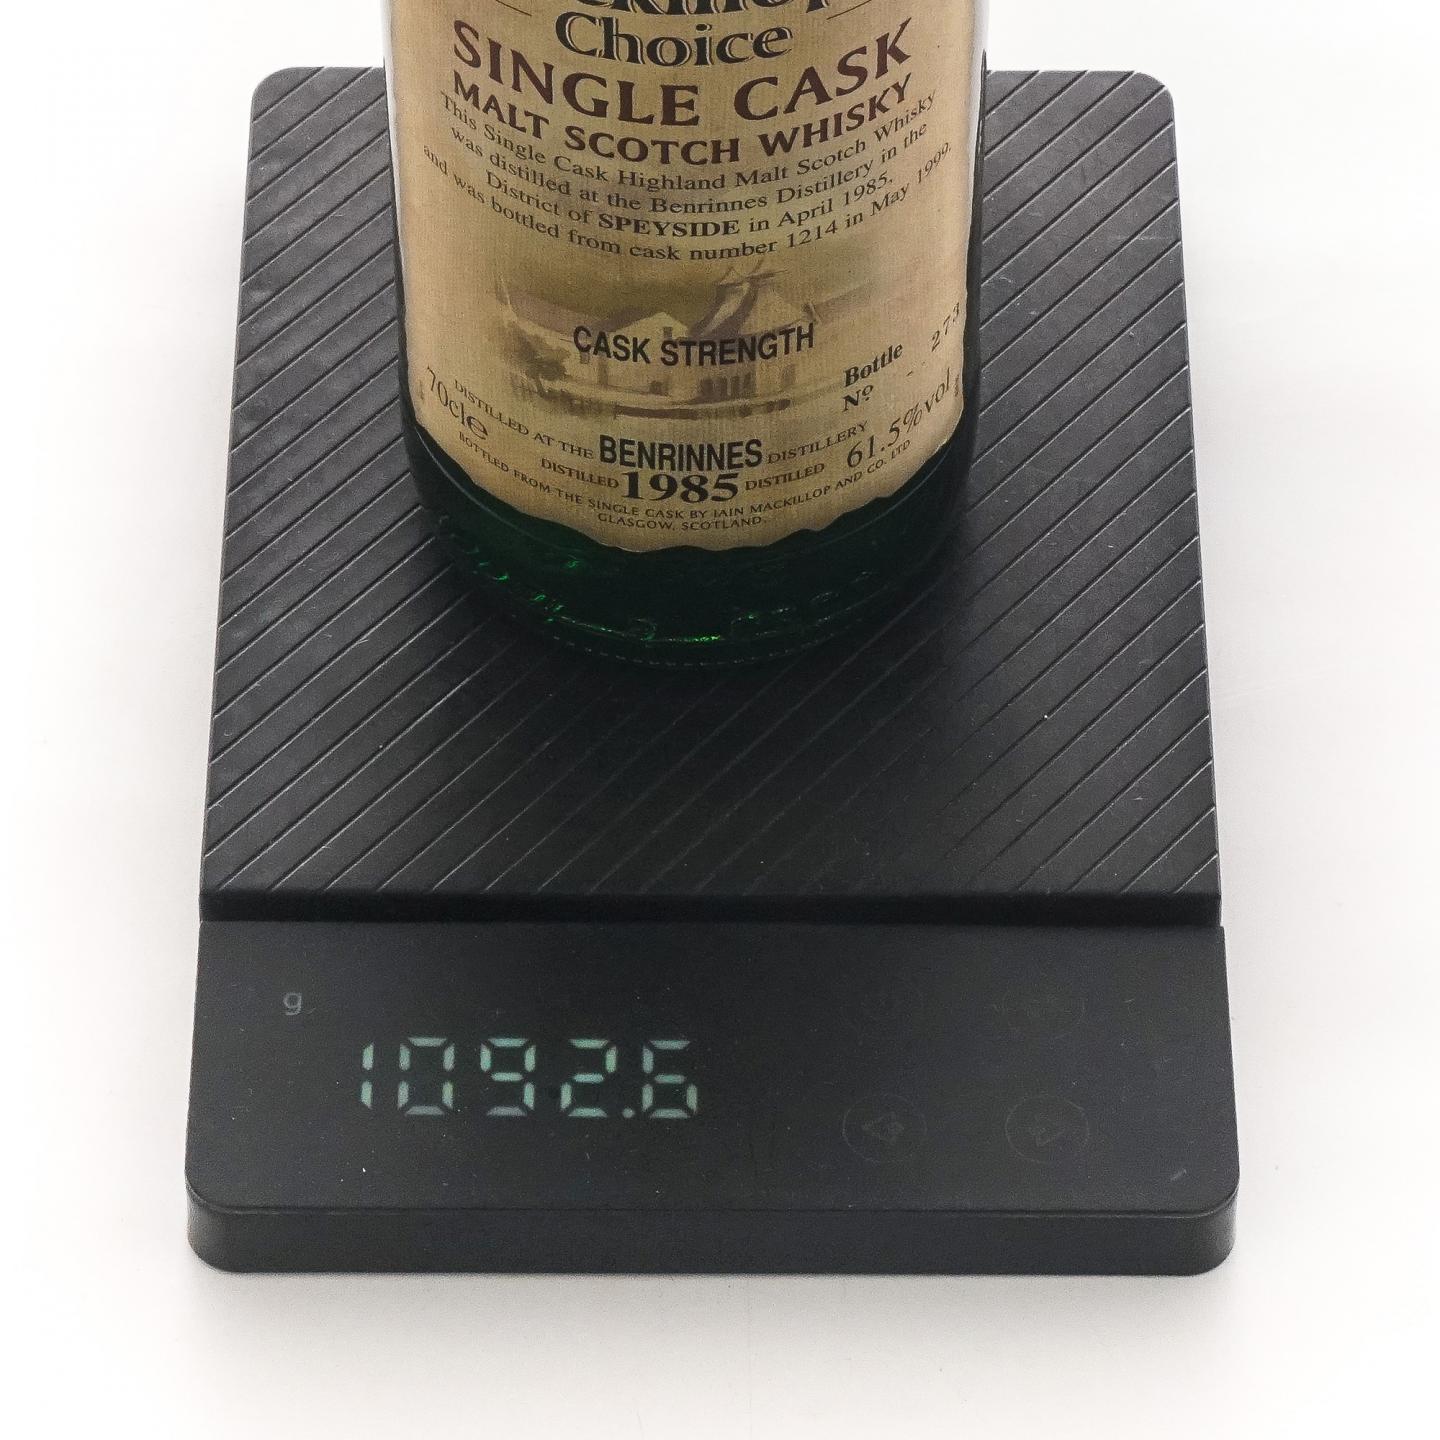 Choice
SINGLE CASK
MALT SCOTCH WHISKY
This Single Cask Highland Malt Scotch Whisky
was distilled at the Benrinnes Distillery in the
District of SPEYSIDE in April 1985.
and was bottled from cask number 1214 in May 1999.
CASK STRENGTH
Bottle
Nº 273
70cle
61.5%vol
DISTILLED AT THE BENRINNES DISTILLERY
DISTILLED 1985 DISTILLED
BOTTLED FROM THE SINGLE CASK BY IAIN MACKILLOP AND CO. LTD
GLASGOW, SCOTLAND.
g
1092.6